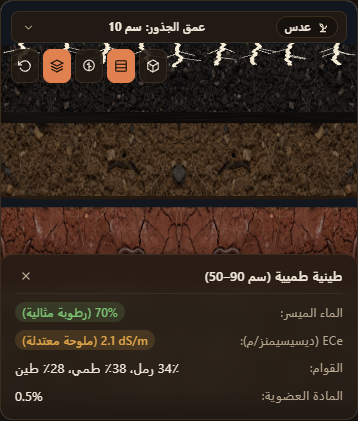 عدس
عمق الجذور: سم 10
طينية طميية (سم 90–50)
الماء الميسر: 70% (رطوبة مثالية)
ECe (ديسيسيمنز/م): 2.1 dS/m (ملوحة معتدلة)
القوام: 34٪ رمل، 38٪ طمي، 28٪ طين
المادة العضوية: 0.5%